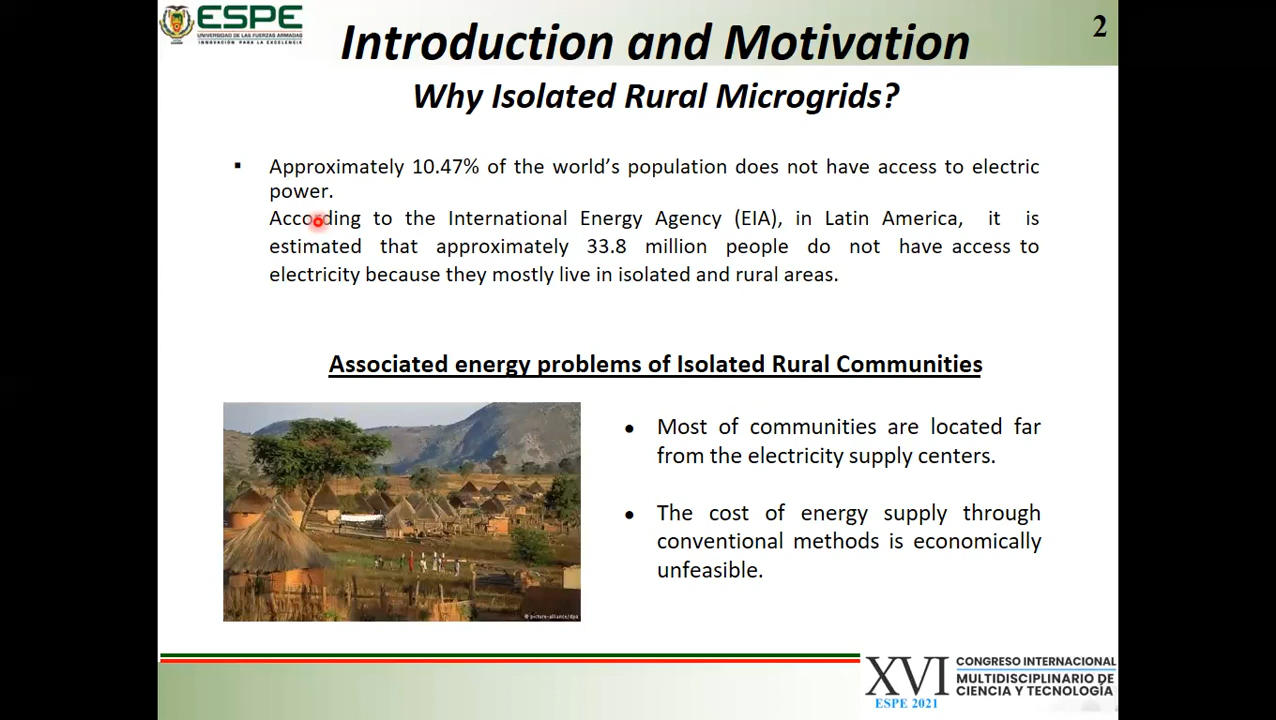 ESPE
UNIVERSIDAD DE LAS FUERZAS ARMADAS
INNOVACIÓN PARA LA EXCELENCIA
2
Introduction and Motivation
Why Isolated Rural Microgrids?
▪ Approximately 10.47% of the world's population does not have access to electric
power.
According to the International Energy Agency (EIA), in Latin America, it is
estimated that approximately 33.8 million people do not have access to
electricity because they mostly live in isolated and rural areas.
Associated energy problems of Isolated Rural Communities
● Most of communities are located far
from the electricity supply centers.
● The cost of energy supply through
conventional methods is economically
unfeasible.
© picture-alliance/dpa
XVI CONGRESO INTERNACIONAL
MULTIDISCIPLINARIO DE
CIENCIA Y TECNOLOGÍA
ESPE 2021